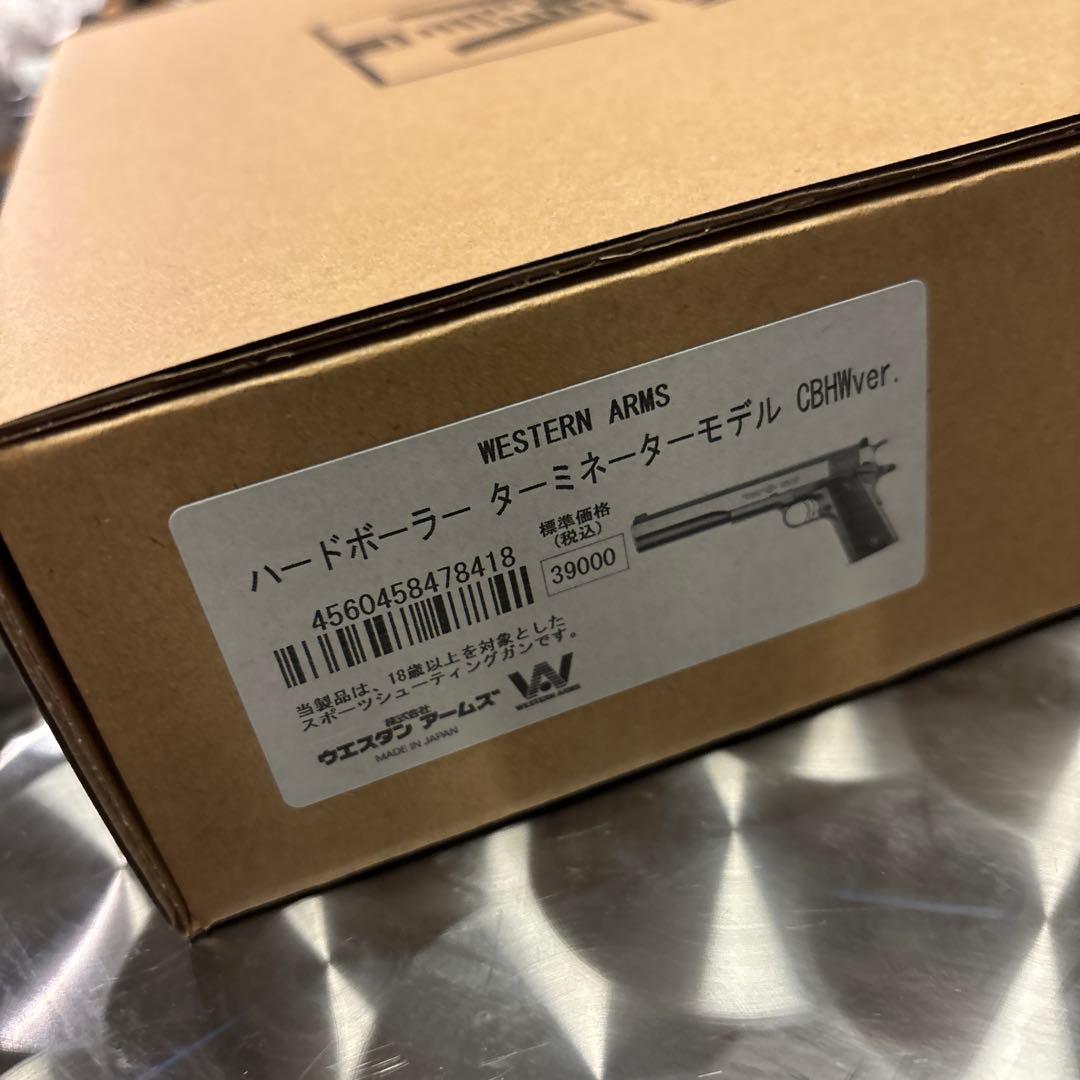 WESTERN ARMS
ハードボーラー ターミネーターモデル CBHWver.
4560458478418
標準価格
(税込)
39000
当製品は、18歳以上を対象とした
スポーツシューティングガンです。
株式会社
ウエスタン アームズ
MADE IN JAPAN
WESTERN ARMS